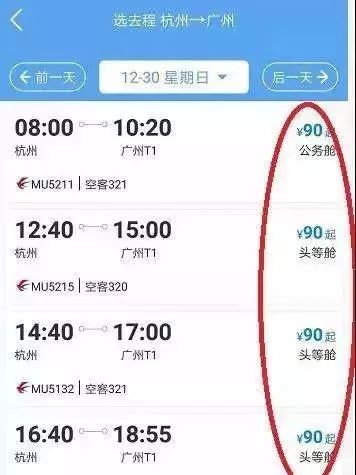 选去程 杭州→广州
前一天
12-30 星期日
后一天
08:00 10:20 ¥90起
杭州 广州T1 公务舱
MU5211 空客321
12:40 15:00 ¥90起
杭州 广州T1 头等舱
MU5215 空客320
14:40 17:00 ¥90起
杭州 广州T1 头等舱
MU5132 空客321
16:40 18:55 ¥90起
杭州 广州T1 头等舱